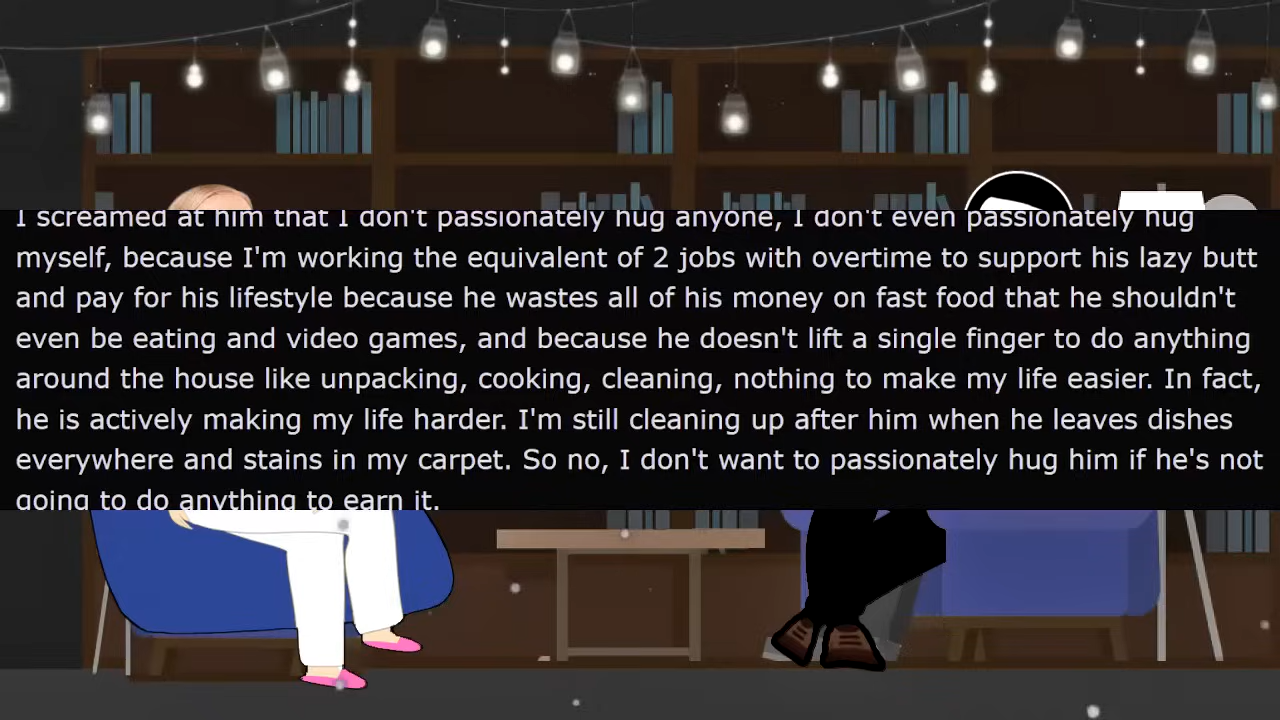 I screamed at him that I don't passionately hug anyone, I don't even passionately hug
myself, because I'm working the equivalent of 2 jobs with overtime to support his lazy butt
and pay for his lifestyle because he wastes all of his money on fast food that he shouldn't
even be eating and video games, and because he doesn't lift a single finger to do anything
around the house like unpacking, cooking, cleaning, nothing to make my life easier. In fact,
he is actively making my life harder. I'm still cleaning up after him when he leaves dishes
everywhere and stains in my carpet. So no, I don't want to passionately hug him if he's not
going to do anything to earn it.